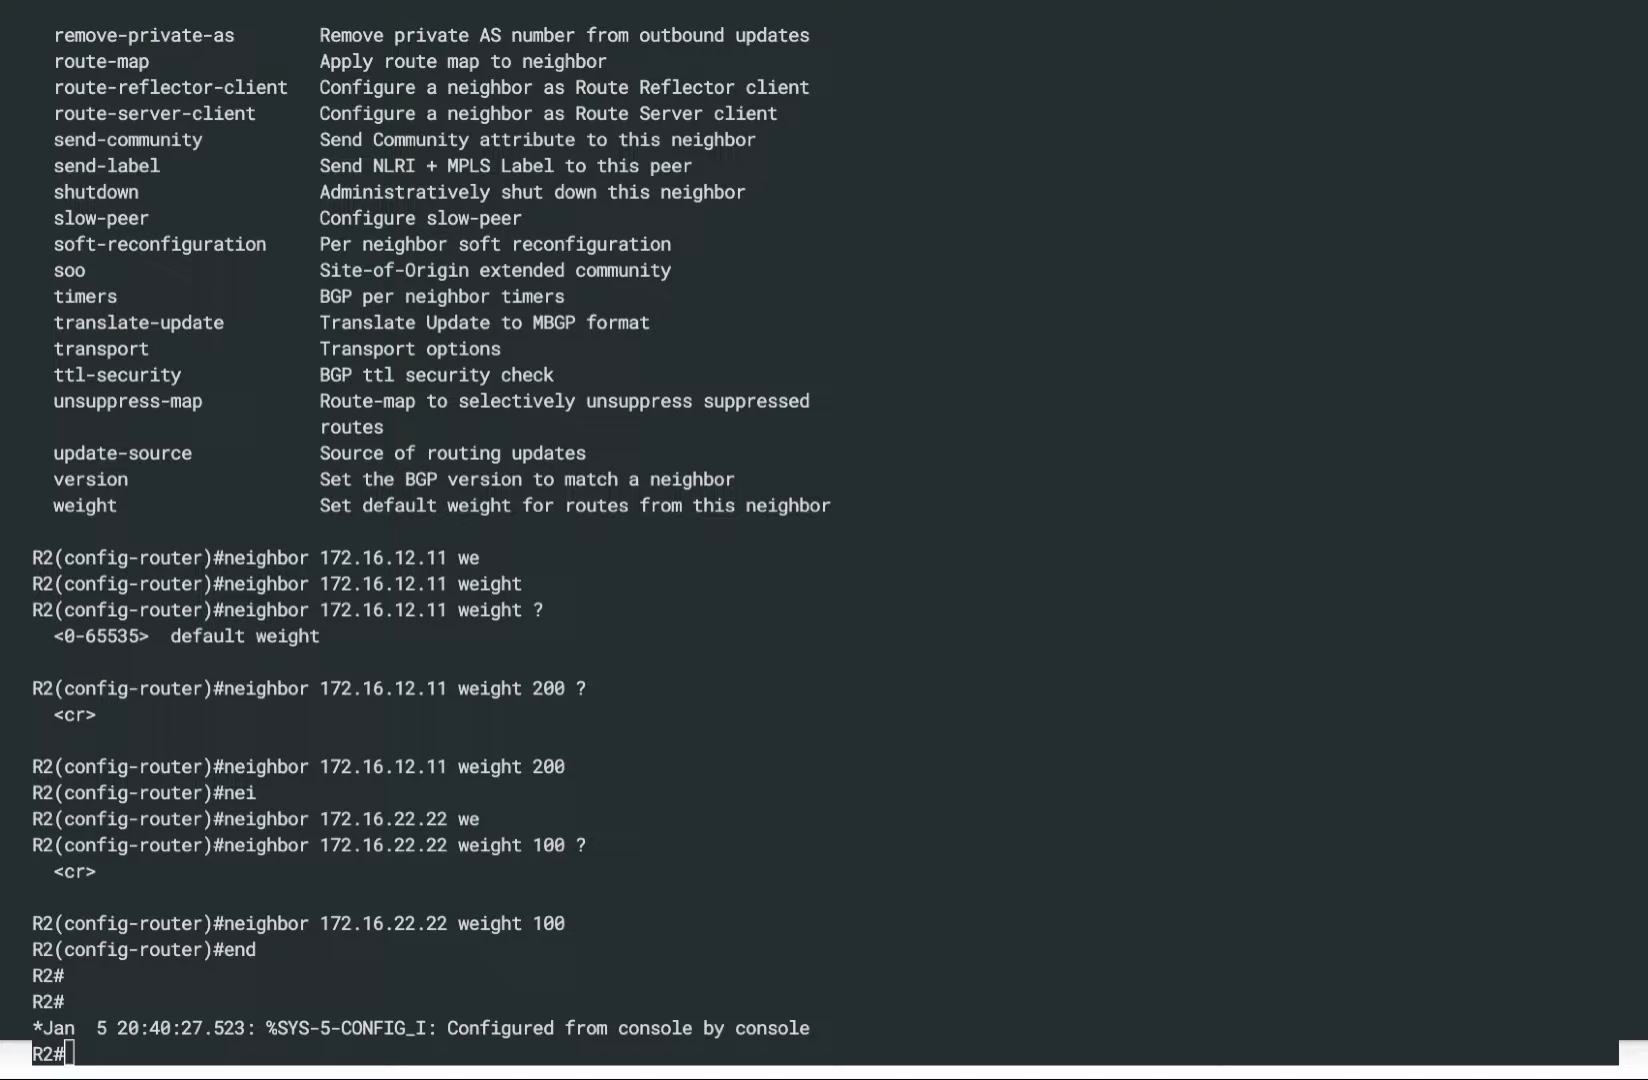 remove-private-as Remove private AS number from outbound updates
route-map Apply route map to neighbor
route-reflector-client Configure a neighbor as Route Reflector client
route-server-client Configure a neighbor as Route Server client
send-community Send Community attribute to this neighbor
send-label Send NLRI + MPLS Label to this peer
shutdown Administratively shut down this neighbor
slow-peer Configure slow-peer
soft-reconfiguration Per neighbor soft reconfiguration
soo Site-of-Origin extended community
timers BGP per neighbor timers
translate-update Translate Update to MBGP format
transport Transport options
ttl-security BGP ttl security check
unsuppress-map Route-map to selectively unsuppress suppressed
routes
update-source Source of routing updates
version Set the BGP version to match a neighbor
weight Set default weight for routes from this neighbor
R2(config-router)#neighbor 172.16.12.11 we
R2(config-router)#neighbor 172.16.12.11 weight
R2(config-router)#neighbor 172.16.12.11 weight ?
<0-65535> default weight
R2(config-router)#neighbor 172.16.12.11 weight 200 ?
<cr>
R2(config-router)#neighbor 172.16.12.11 weight 200
R2(config-router)#nei
R2(config-router)#neighbor 172.16.22.22 we
R2(config-router)#neighbor 172.16.22.22 weight 100 ?
<cr>
R2(config-router)#neighbor 172.16.22.22 weight 100
R2(config-router)#end
R2#
R2#
*Jan 5 20:40:27.523: %SYS-5-CONFIG_I: Configured from console by console
R2#